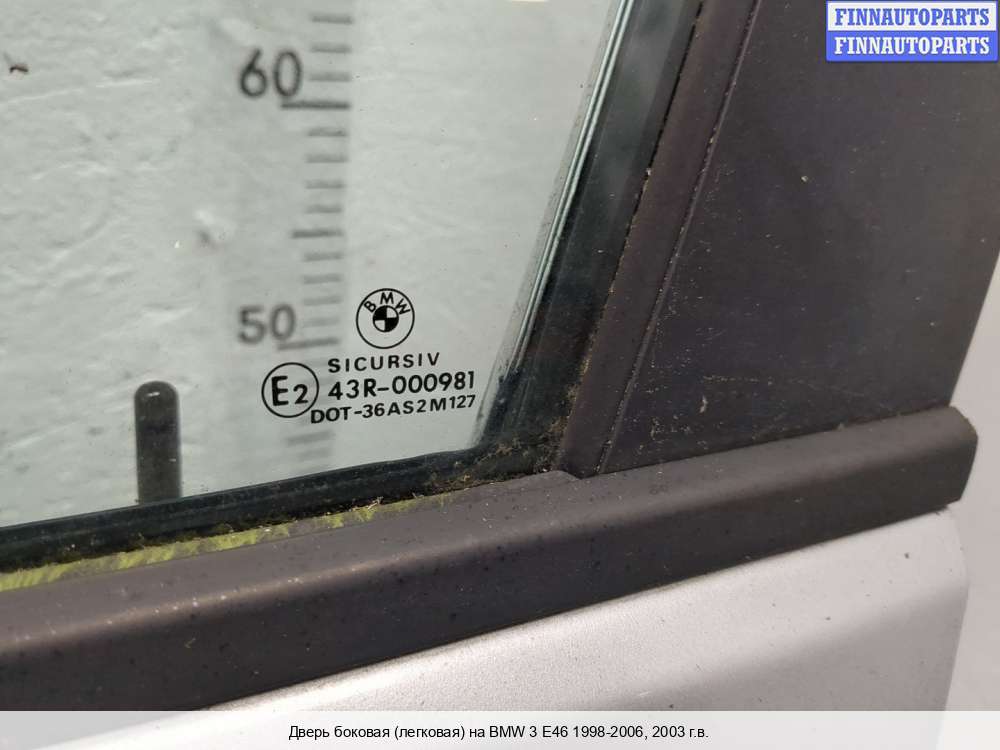 FINNAUTOPARTS
FINNAUTOPARTS
60
50
BMW
SICURSIV
E2 43R-000981
DOT-36AS2M127
Дверь боковая (легковая) на BMW 3 E46 1998-2006, 2003 г.в.